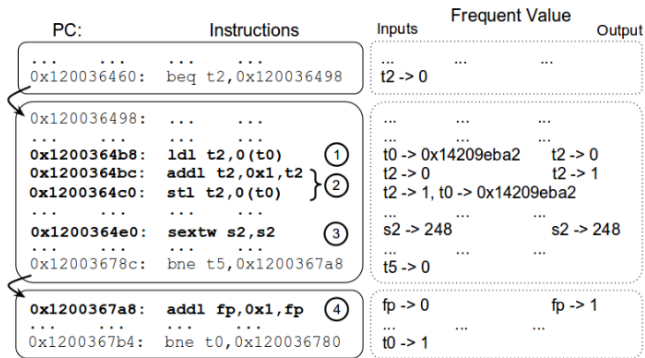 PC: Instructions Frequent Value
Inputs Output
... ... ... ... ... ... ...
0x120036460: beq t2,0x120036498 t2 -> 0
0x120036498: ... ... ... ... ...
... ... ... ... ... ... ...
0x1200364b8: ldl t2,0(t0) 1 t0 -> 0x14209eba2 t2 -> 0
0x1200364bc: addl t2,0x1,t2 t2 -> 0 t2 -> 1
0x1200364c0: stl t2,0(t0) 2 t2 -> 1, t0 -> 0x14209eba2
... ... ... ... ... ... ...
0x1200364e0: sextw s2,s2 3 s2 -> 248 s2 -> 248
... ... ... ... ... ... ...
0x12003678c: bne t5,0x1200367a8 t5 -> 0
0x1200367a8: addl fp,0x1,fp 4 fp -> 0 fp -> 1
... ... ... ... ... ... ...
0x1200367b4: bne t0,0x120036780 t0 -> 1